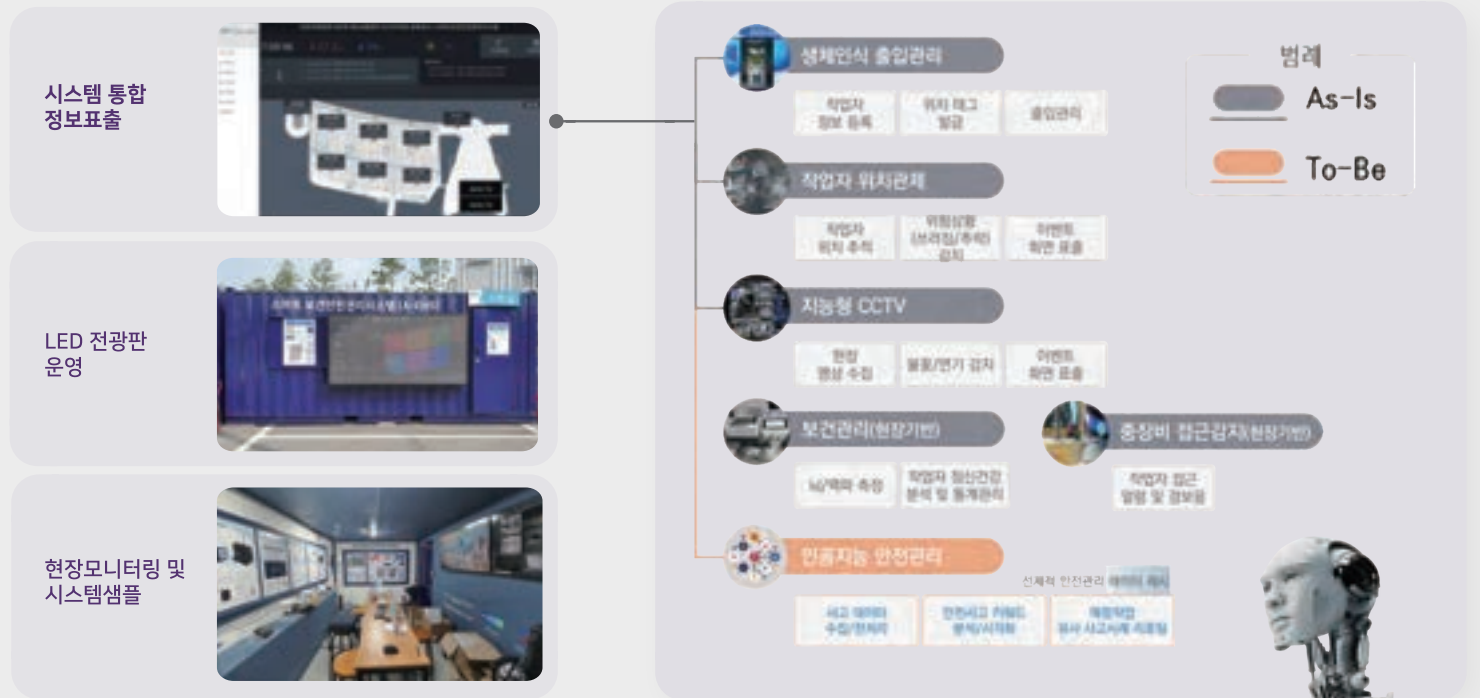 시스템 통합
정보표출
LED 전광판
운영
현장모니터링 및
시스템샘플
생체인식 출입관리
작업자
정보 등록
위치 태그
발급
출입관리
작업자 위치관제
작업자
위치 추적
위험상황
(쓰러짐/추락)
감지
이벤트
화면 표출
지능형 CCTV
현장
영상 수집
불꽃/연기 감지
이벤트
화면 표출
보건관리(현장기반)
뇌/맥파 측정
작업자 정신건강
분석 및 통계관리
중장비 접근감지(현장기반)
작업자 접근
알람 및 경보음
인공지능 안전관리
선제적 안전관리
사고 데이터
수집/전처리
안전사고 키워드
분석/시각화
예정작업
유사 사고사례
범례
As-Is
To-Be